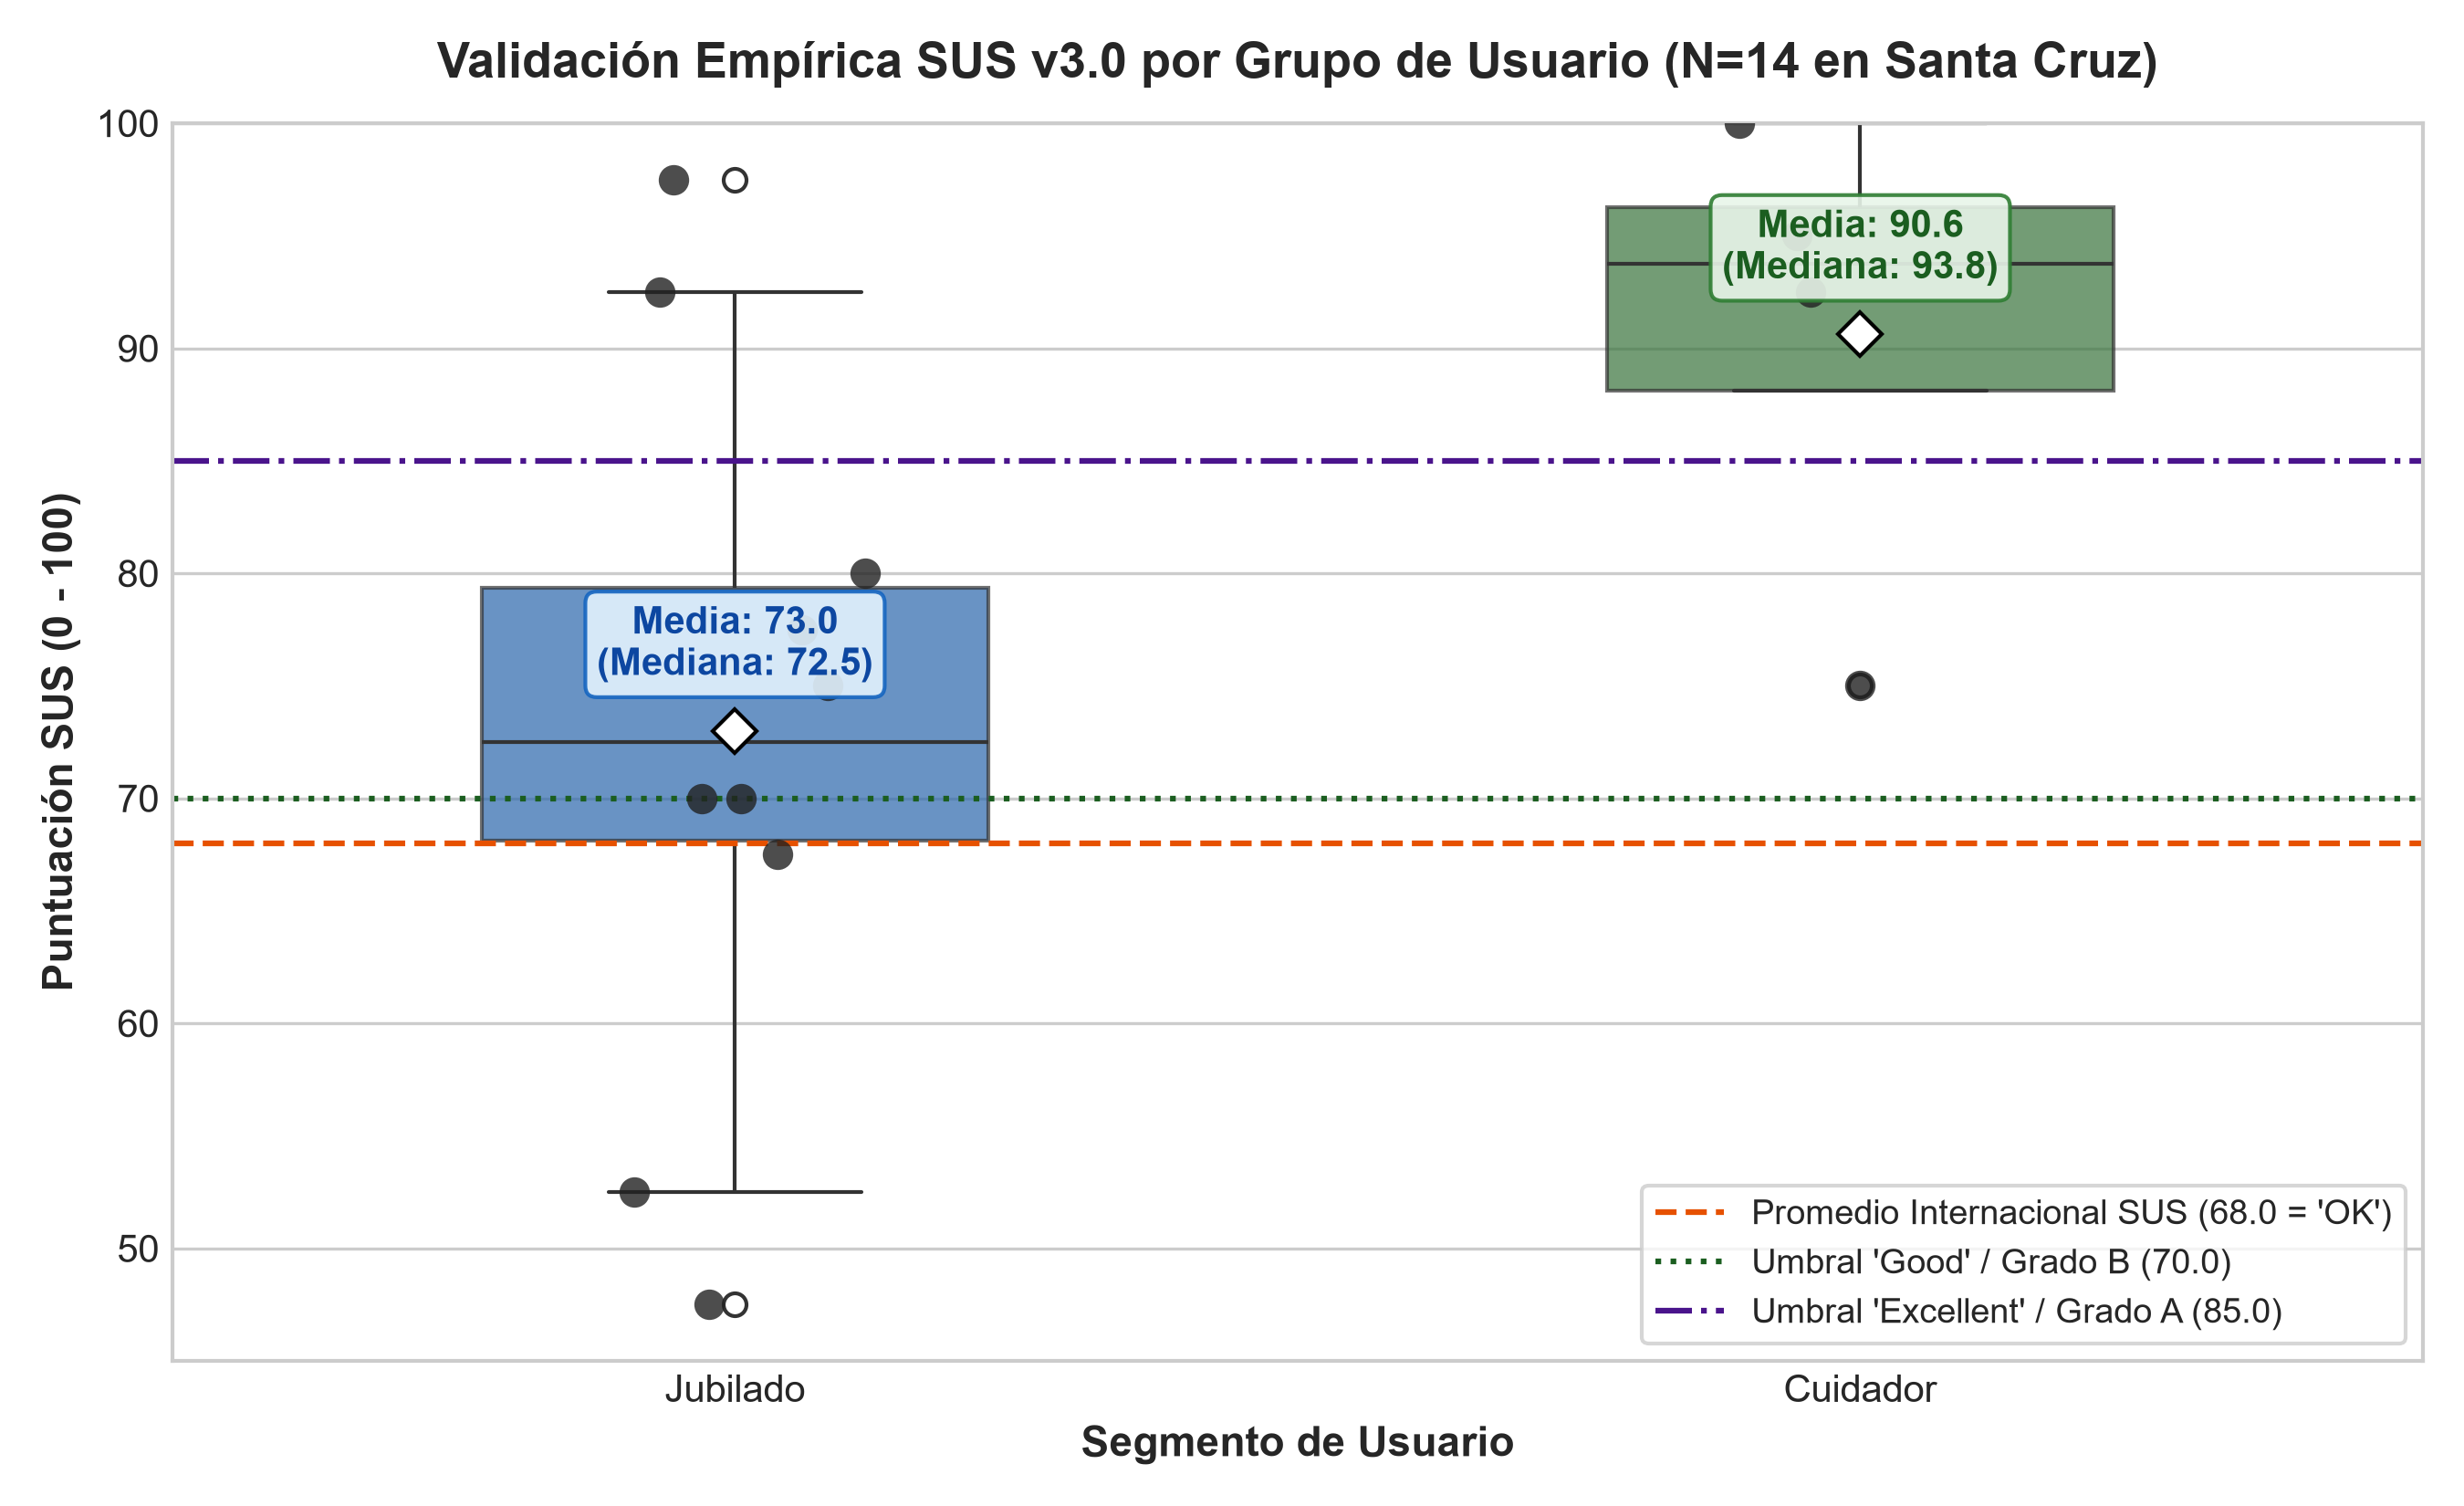 Validación Empírica SUS v3.0 por Grupo de Usuario (N=14 en Santa Cruz)
Puntuación SUS (0 - 100)
100
90
80
70
60
50
Media: 73.0
(Mediana: 72.5)
Media: 90.6
(Mediana: 93.8)
Promedio Internacional SUS (68.0 = 'OK')
Umbral 'Good' / Grado B (70.0)
Umbral 'Excellent' / Grado A (85.0)
Jubilado
Cuidador
Segmento de Usuario